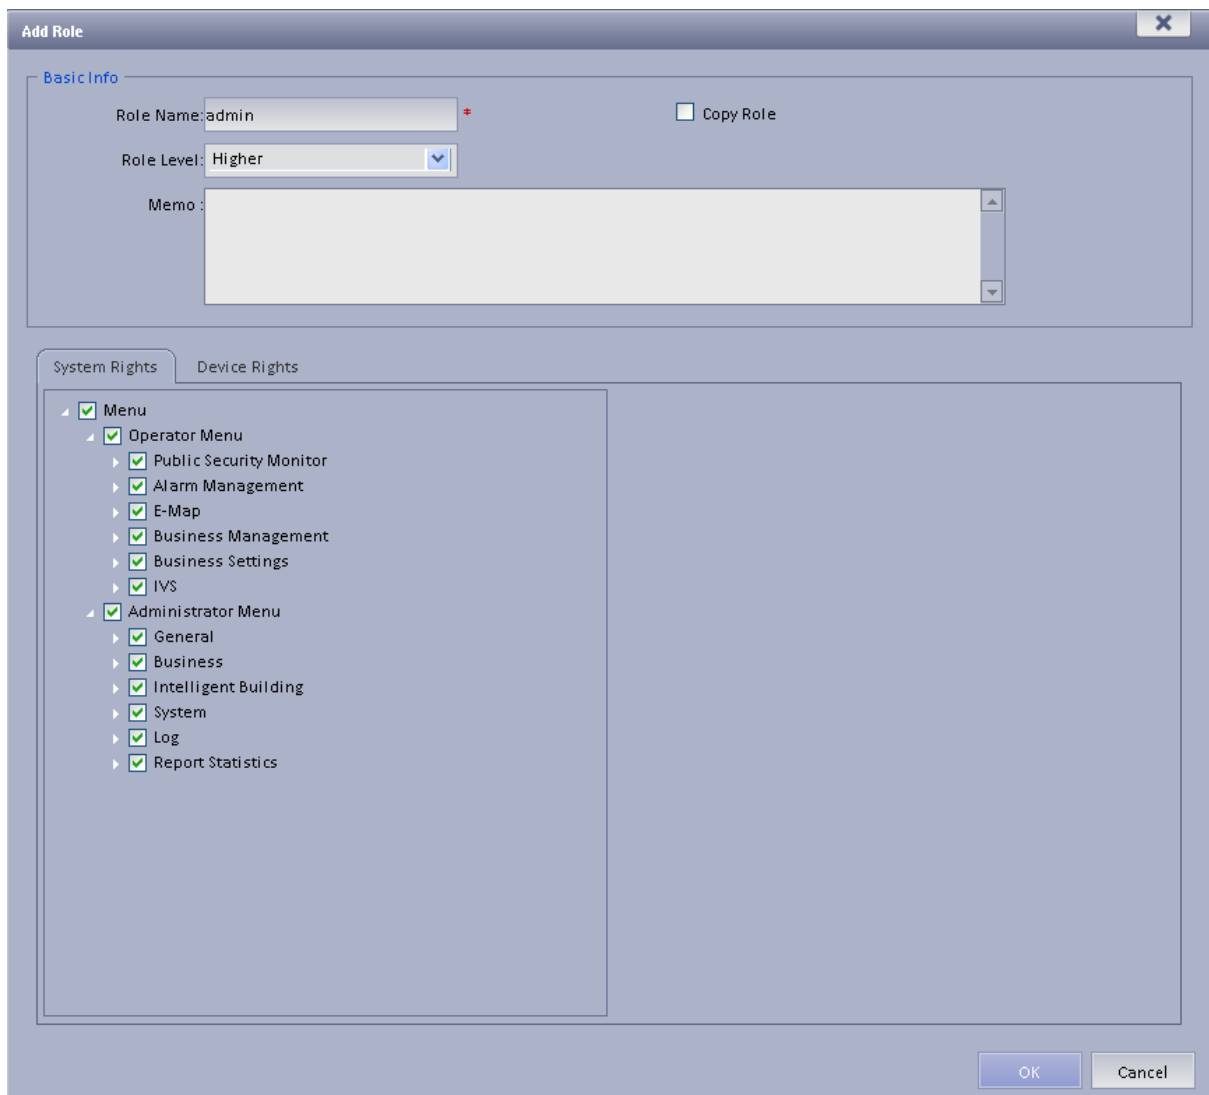 Add Role
Basic Info
Role Name: admin * Copy Role
Role Level: Higher
Memo :
System Rights Device Rights
Menu
Operator Menu
Public Security Monitor
Alarm Management
E-Map
Business Management
Business Settings
IVS
Administrator Menu
General
Business
Intelligent Building
System
Log
Report Statistics
OK Cancel